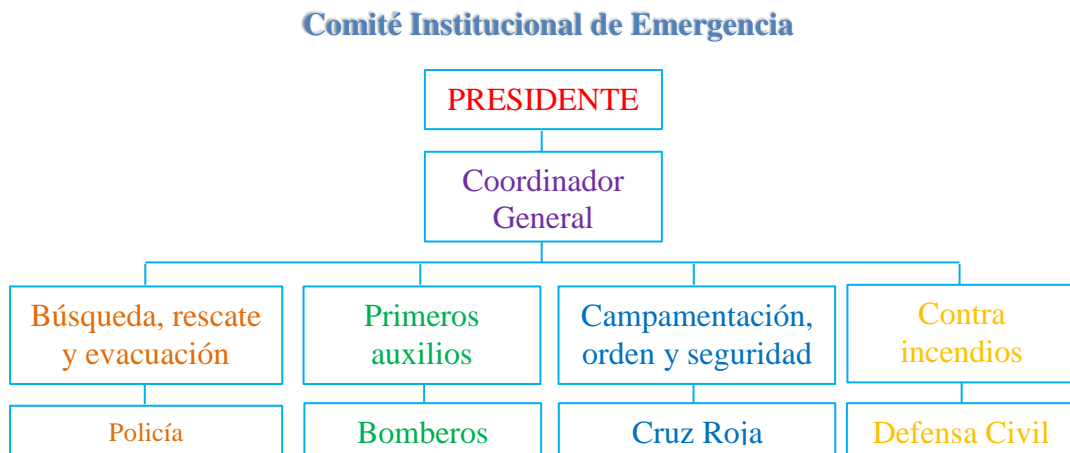 Comité Institucional de Emergencia
PRESIDENTE
Coordinador
General
Búsqueda, rescate
y evacuación
Primeros
auxilios
Campamentación,
orden y seguridad
Contra
incendios
Policía
Bomberos
Cruz Roja
Defensa Civil